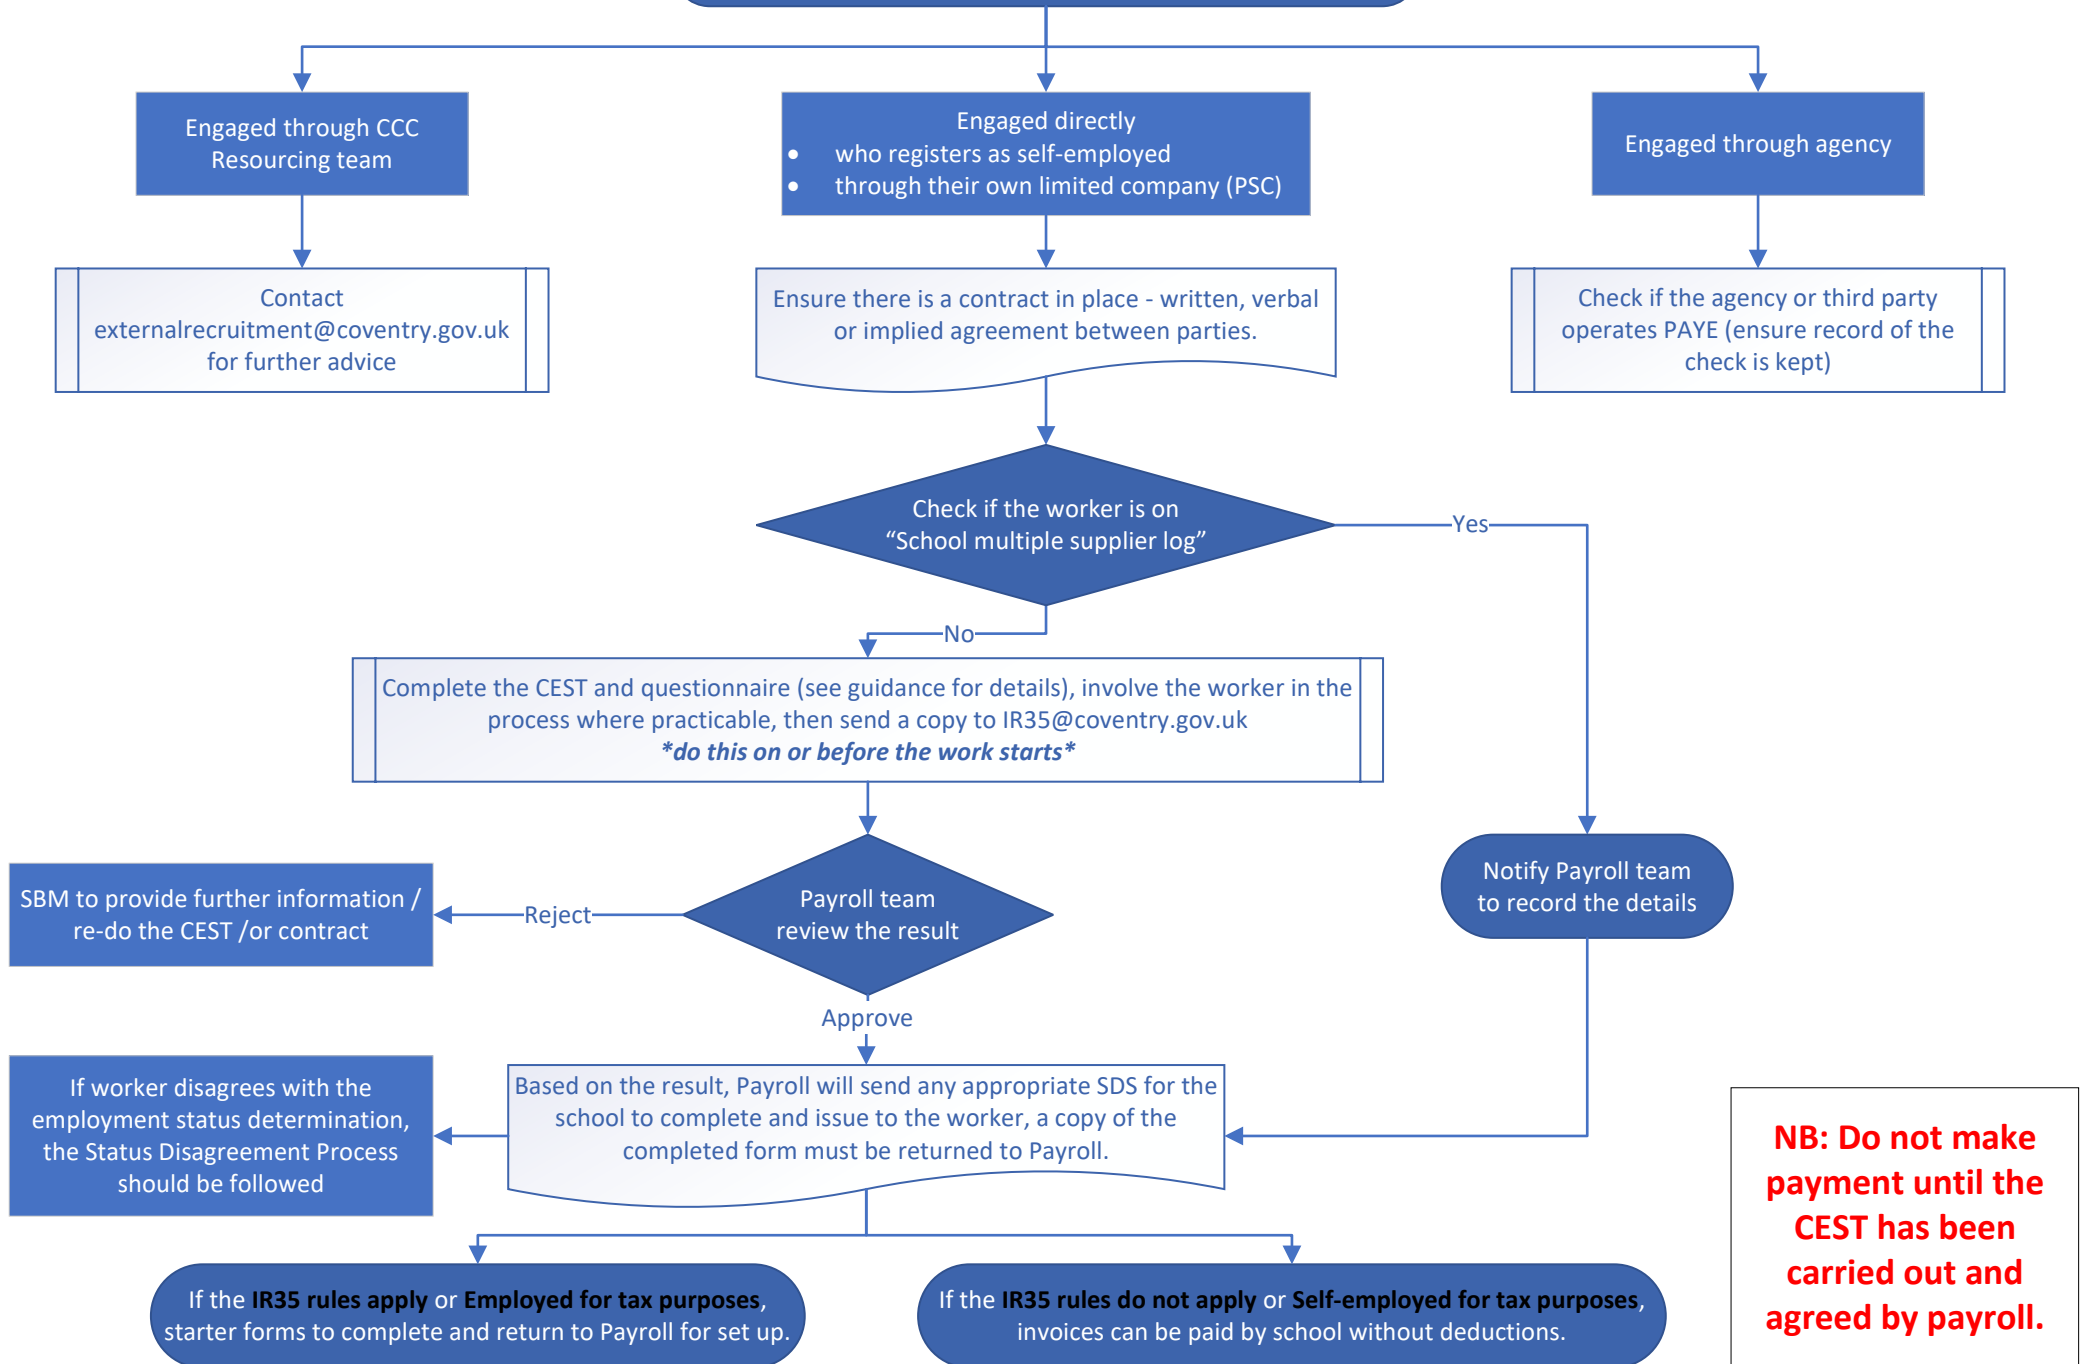 Engaged through CCC
Resourcing team
Engaged directly
• who registers as self-employed
• through their own limited company (PSC)
Engaged through agency
Contact
externalrecruitment@coventry.gov.uk
for further advice
Ensure there is a contract in place - written, verbal
or implied agreement between parties.
Check if the agency or third party
operates PAYE (ensure record of the
check is kept)
Check if the worker is on
“School multiple supplier log”
Yes
No
Complete the CEST and questionnaire (see guidance for details), involve the worker in the
process where practicable, then send a copy to IR35@coventry.gov.uk
*do this on or before the work starts*
SBM to provide further information /
re-do the CEST /or contract
Reject
Payroll team
review the result
Notify Payroll team
to record the details
Approve
If worker disagrees with the
employment status determination,
the Status Disagreement Process
should be followed
Based on the result, Payroll will send any appropriate SDS for the
school to complete and issue to the worker, a copy of the
completed form must be returned to Payroll.
NB: Do not make
payment until the
CEST has been
carried out and
agreed by payroll.
If the IR35 rules apply or Employed for tax purposes,
starter forms to complete and return to Payroll for set up.
If the IR35 rules do not apply or Self-employed for tax purposes,
invoices can be paid by school without deductions.